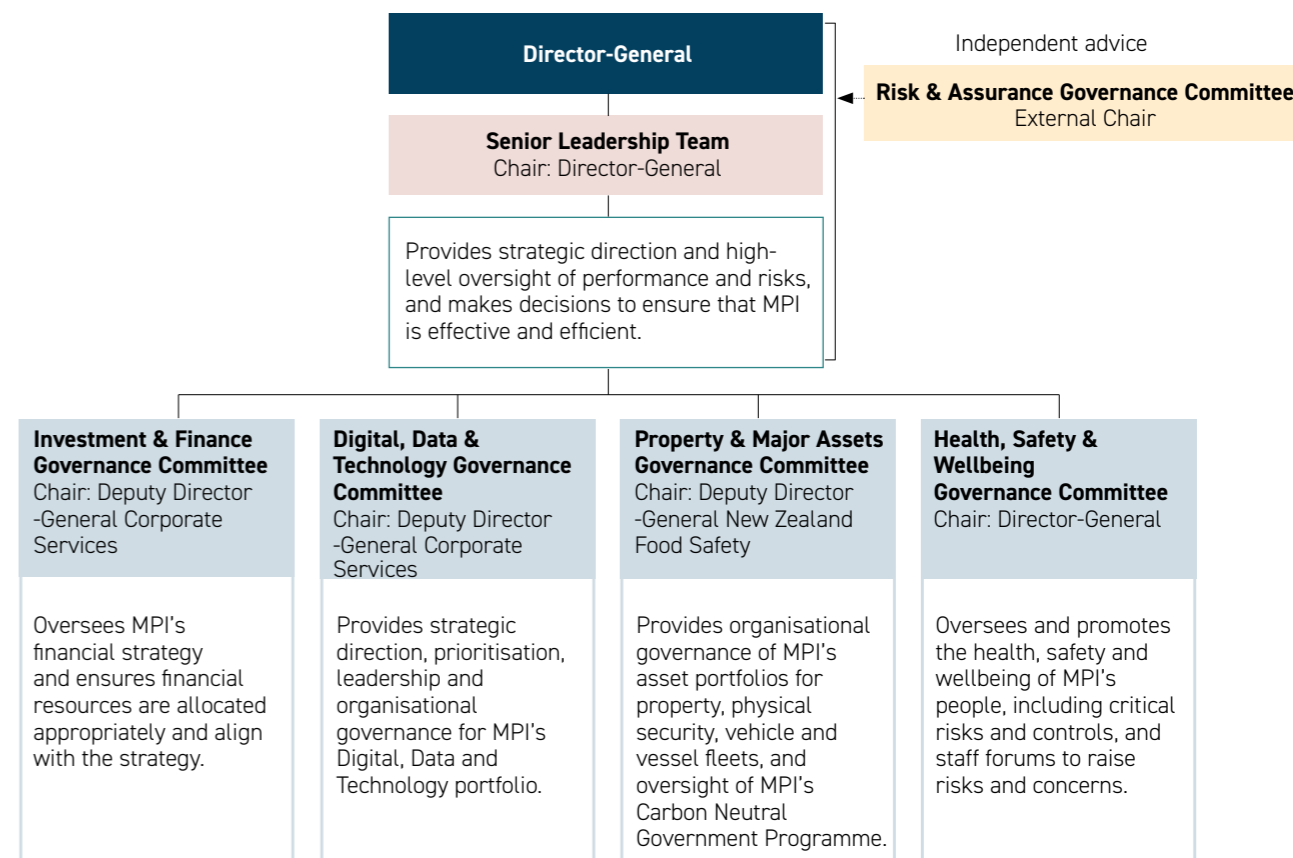 Director-General
Independent advice
Risk & Assurance Governance Committee
External Chair
Senior Leadership Team
Chair: Director-General
Provides strategic direction and high-
level oversight of performance and risks,
and makes decisions to ensure that MPI
is effective and efficient.
Investment & Finance
Governance Committee
Chair: Deputy Director
-General Corporate
Services
Oversees MPI’s
financial strategy
and ensures financial
resources are allocated
appropriately and align
with the strategy.
Digital, Data &
Technology Governance
Committee
Chair: Deputy Director
-General Corporate
Services
Provides strategic
direction, prioritisation,
leadership and
organisational
governance for MPI’s
Digital, Data and
Technology portfolio.
Property & Major Assets
Governance Committee
Chair: Deputy Director
-General New Zealand
Food Safety
Provides organisational
governance of MPI’s
asset portfolios for
property, physical
security, vehicle and
vessel fleets, and
oversight of MPI’s
Carbon Neutral
Government Programme.
Health, Safety &
Wellbeing
Governance Committee
Chair: Director-General
Oversees and promotes
the health, safety and
wellbeing of MPI’s
people, including critical
risks and controls, and
staff forums to raise
risks and concerns.